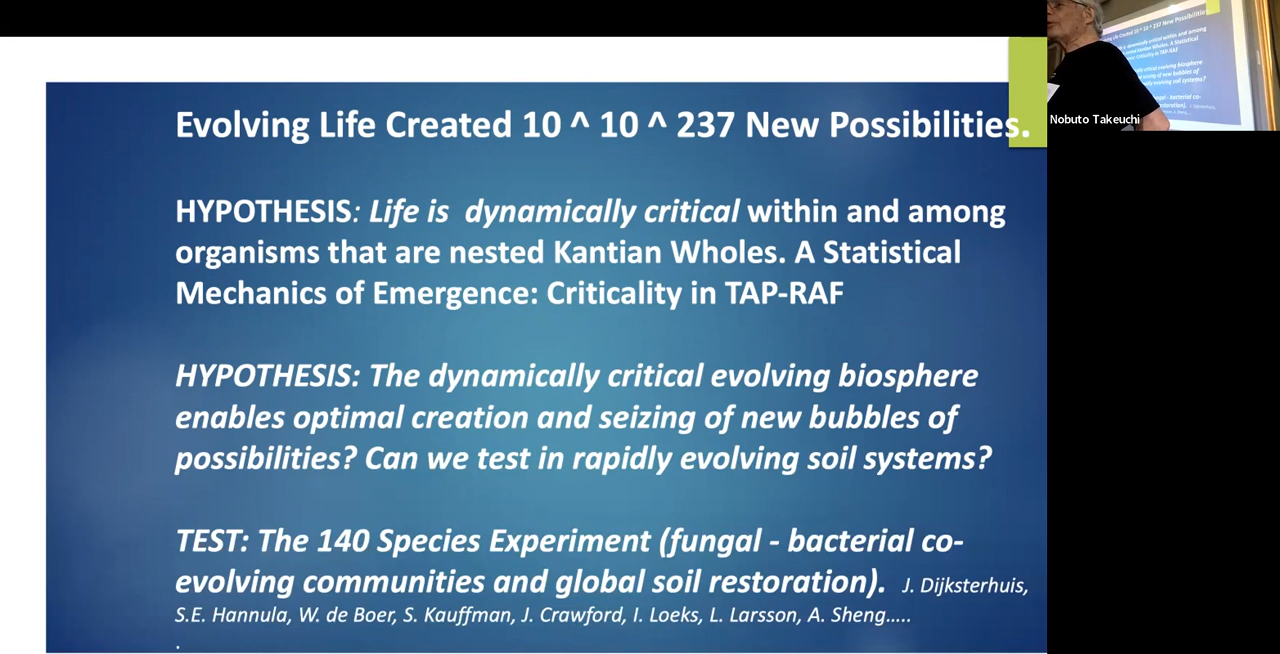 Evolving Life Created 10 ^ 10 ^ 237 New Possibilities.
HYPOTHESIS: Life is dynamically critical within and among
organisms that are nested Kantian Wholes. A Statistical
Mechanics of Emergence: Criticality in TAP-RAF
HYPOTHESIS: The dynamically critical evolving biosphere
enables optimal creation and seizing of new bubbles of
possibilities? Can we test in rapidly evolving soil systems?
TEST: The 140 Species Experiment (fungal - bacterial co-
evolving communities and global soil restoration). J. Dijksterhuis,
S.E. Hannula, W. de Boer, S. Kauffman, J. Crawford, I. Loeks, L. Larsson, A. Sheng.....
.
Nobuto Takeuchi